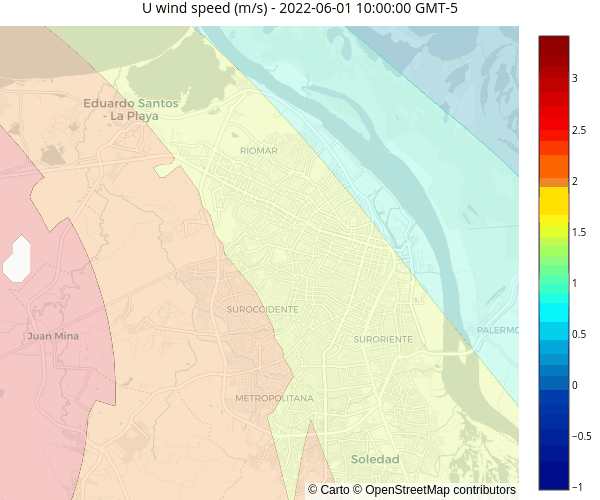 U wind speed (m/s) - 2022-06-01 10:00:00 GMT-5
Eduardo Santos
- La Playa
RIOMAR
SUROCCIDENTE
Juan Mina
SURORIENTE
PALERMO
METROPOLITANA
Soledad
© Carto © OpenStreetMap contributors
3
2.5
2
1.5
1
0.5
0
−0.5
−1